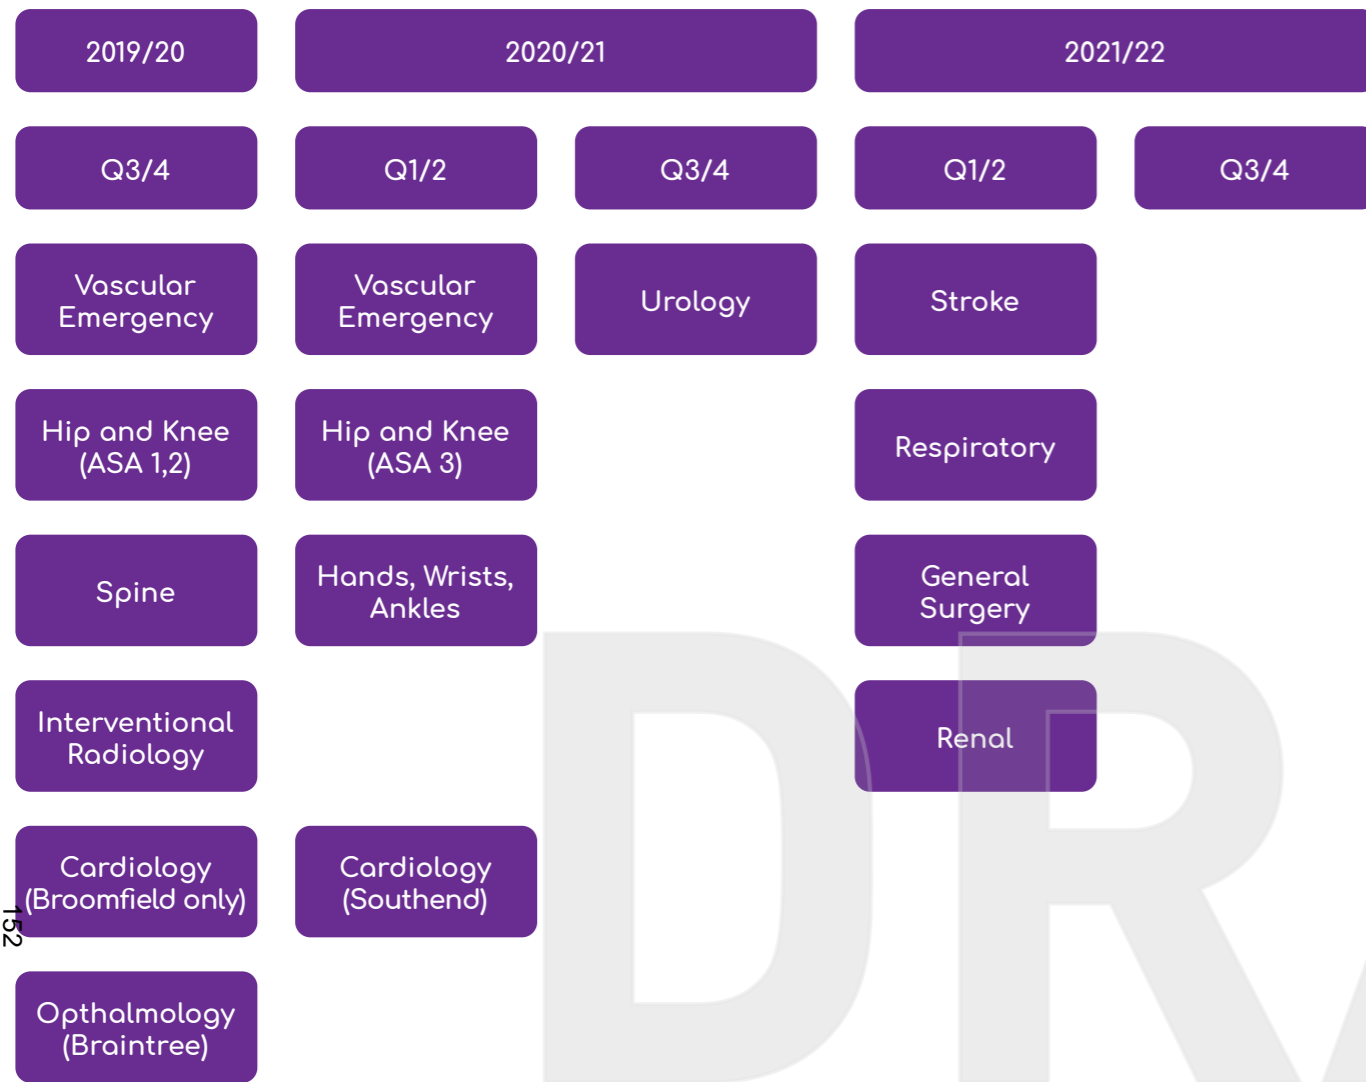 2019/20
2020/21
2021/22
Q3/4
Q1/2
Q3/4
Q1/2
Q3/4
Vascular
Emergency
Vascular
Emergency
Urology
Stroke
Hip and Knee
(ASA 1,2)
Hip and Knee
(ASA 3)
Respiratory
Spine
Hands, Wrists,
Ankles
General
Surgery
Interventional
Radiology
Renal
Cardiology
(Broomfield only)
Cardiology
(Southend)
152
Opthalmology
(Braintree)
DR